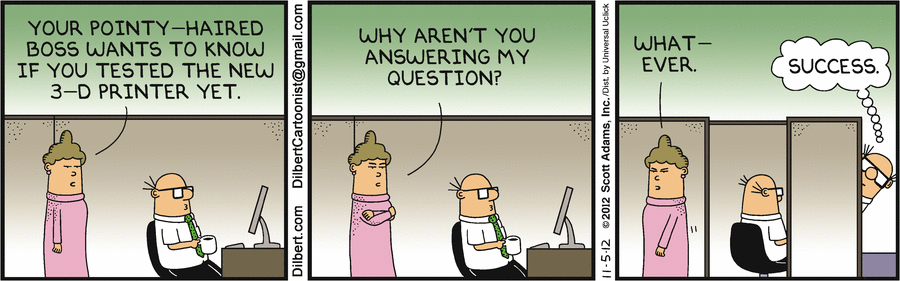 YOUR POINTY-HAIRED
BOSS WANTS TO KNOW
IF YOU TESTED THE NEW
3-D PRINTER YET.
Dilbert.com DilbertCartoonist@gmail.com
WHY AREN'T YOU
ANSWERING MY
QUESTION?
11-5-12 © 2012 Scott Adams, Inc. /Dist. by Universal Uclick
WHAT-
EVER.
SUCCESS.